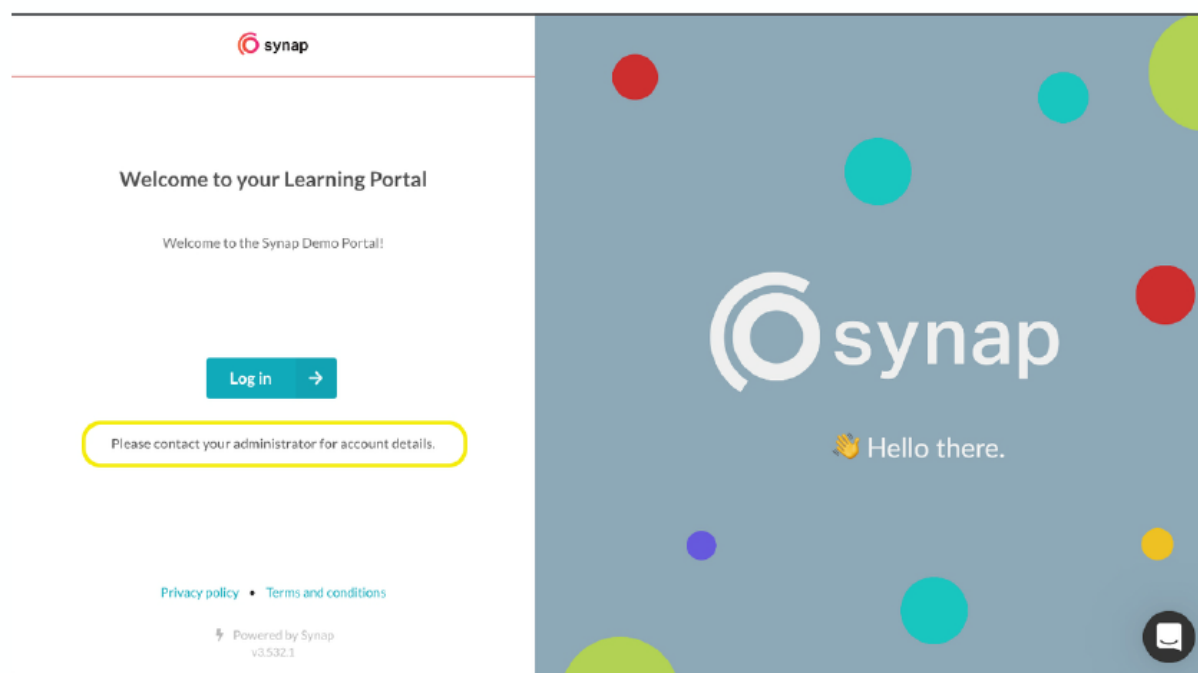 synap
Welcome to your Learning Portal
Welcome to the Synap Demo Portal!
Log in
Please contact your administrator for account details.
Privacy policy • Terms and conditions
Powered by Synap
v3.532.1
synap
👋 Hello there.